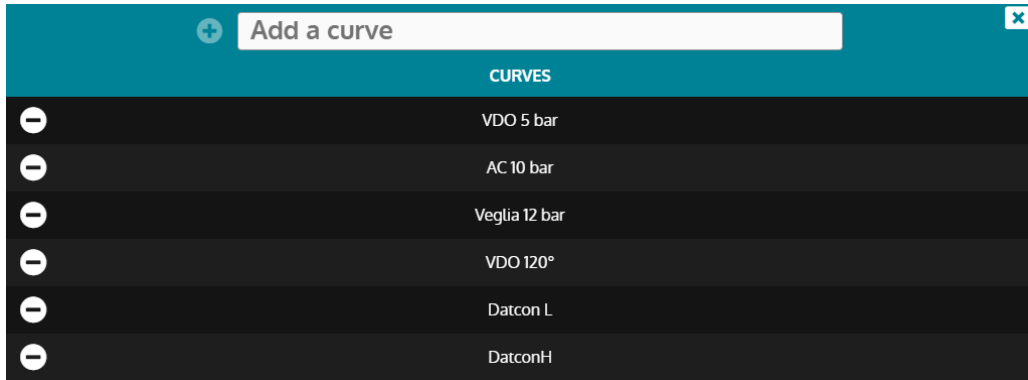 Add a curve
CURVES
VDO 5 bar
AC 10 bar
Veglia 12 bar
VDO 120°
Datcon L
DatconH